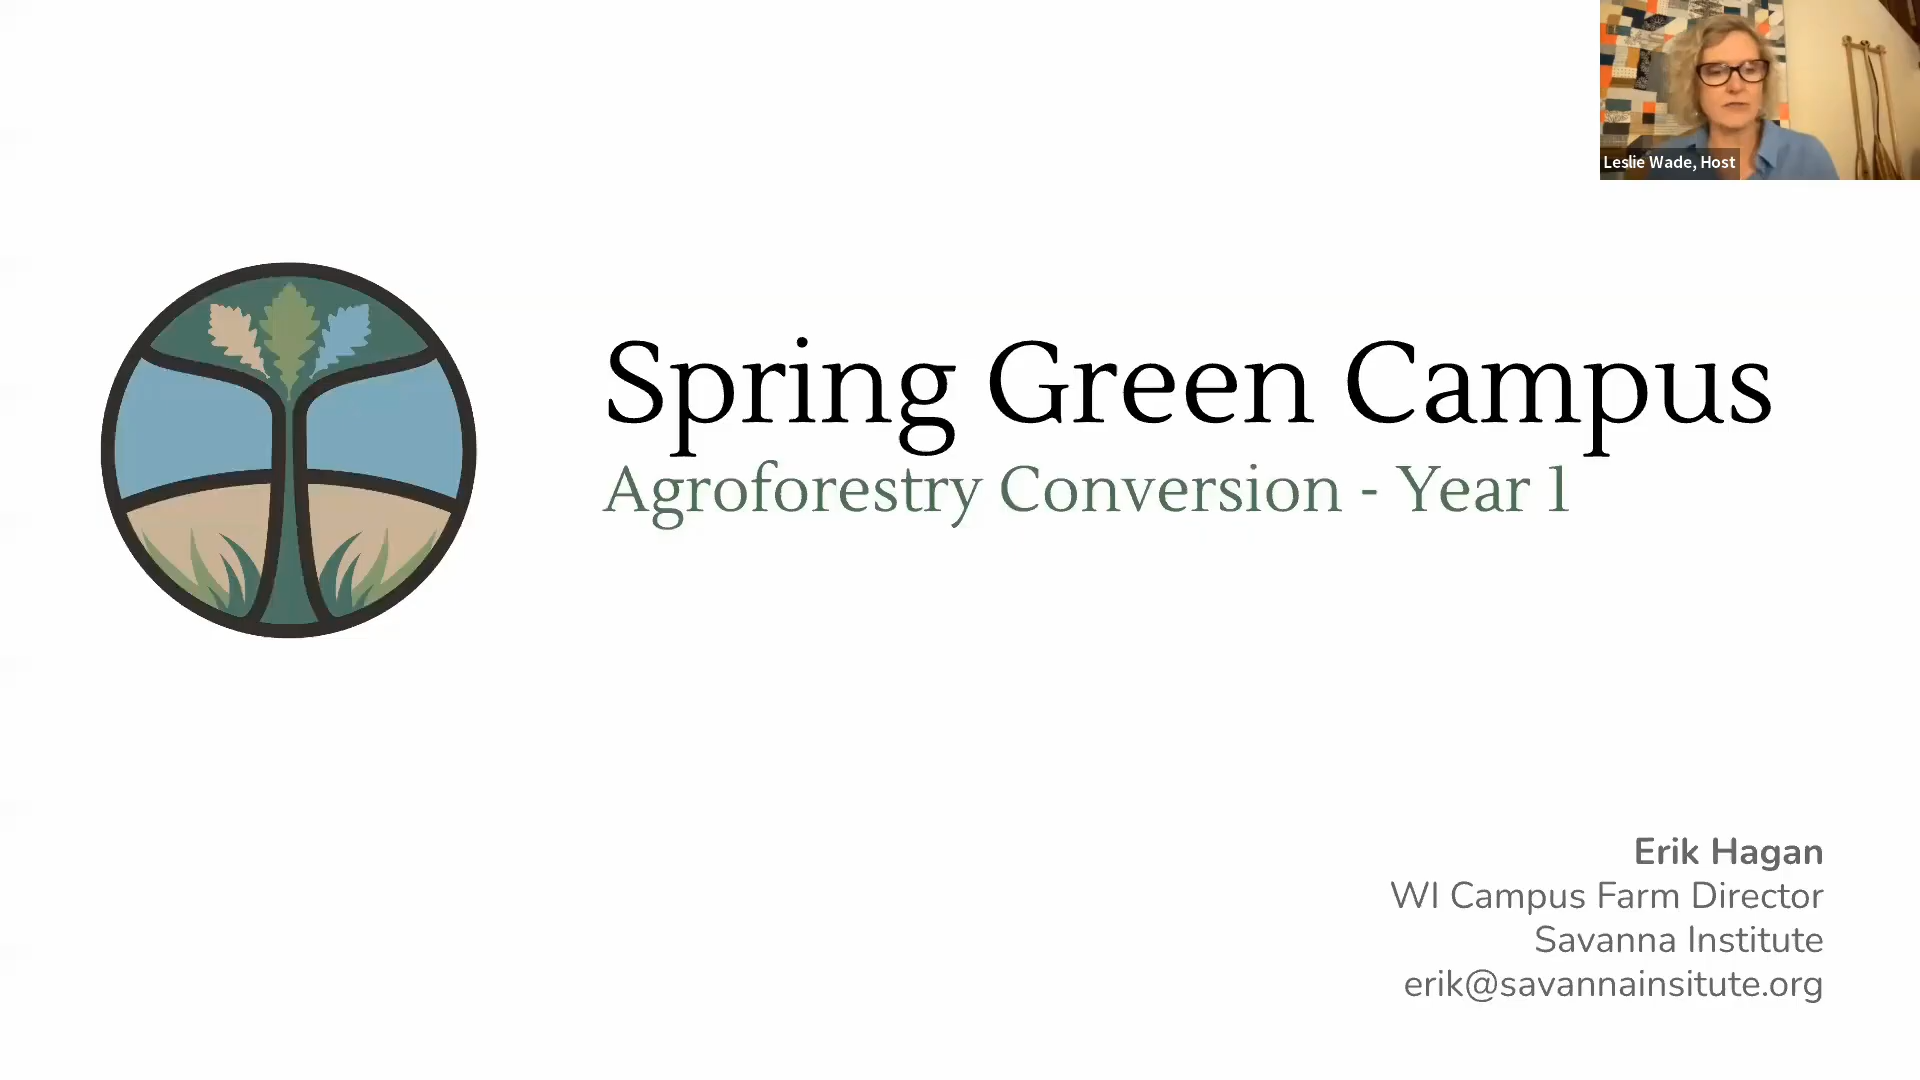 Leslie Wade, Host
Spring Green Campus
Agroforestry Conversion - Year 1
Erik Hagan
WI Campus Farm Director
Savanna Institute
erik@savannainsitute.org